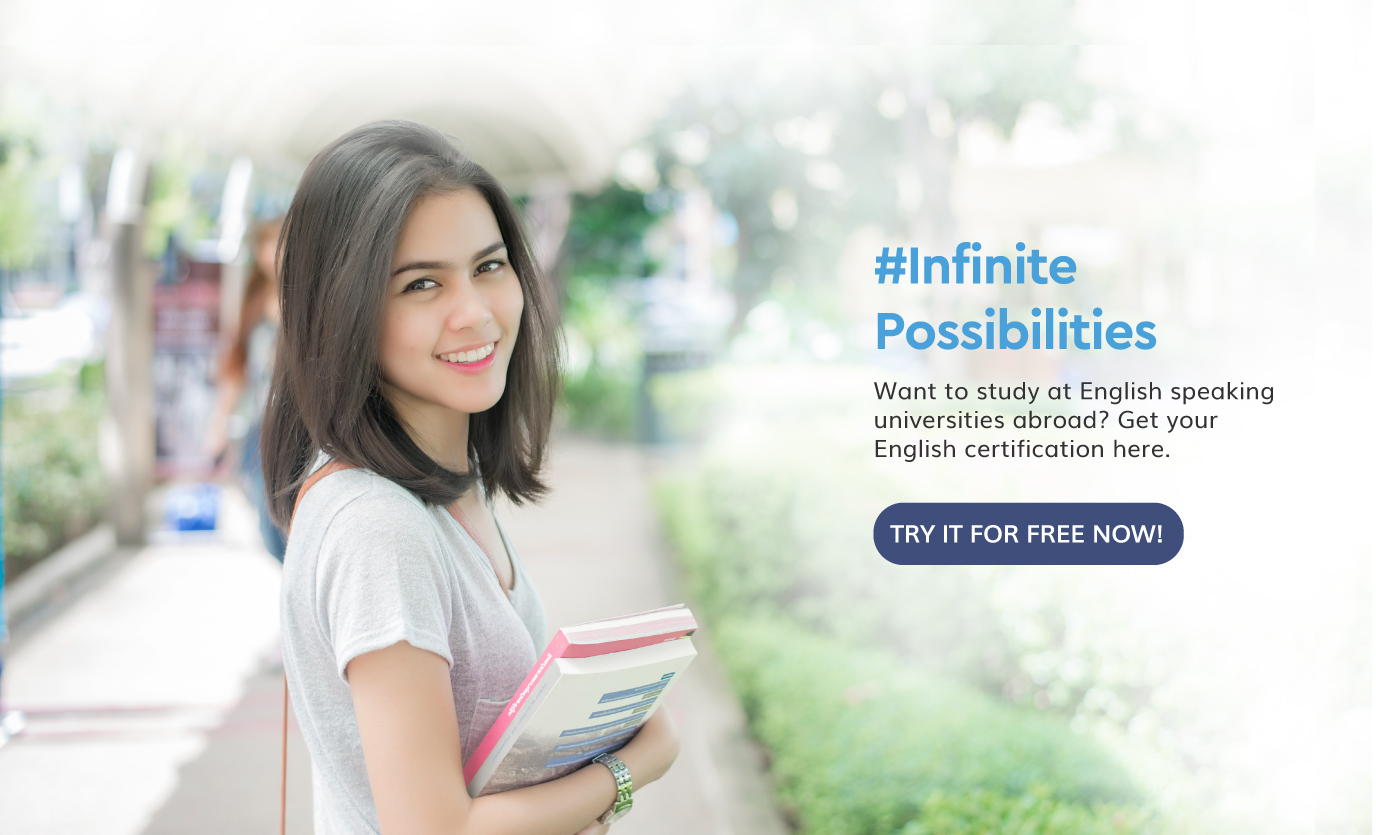 #Infinite
Possibilities
Want to study at English speaking
universities abroad? Get your
English certification here.
TRY IT FOR FREE NOW!